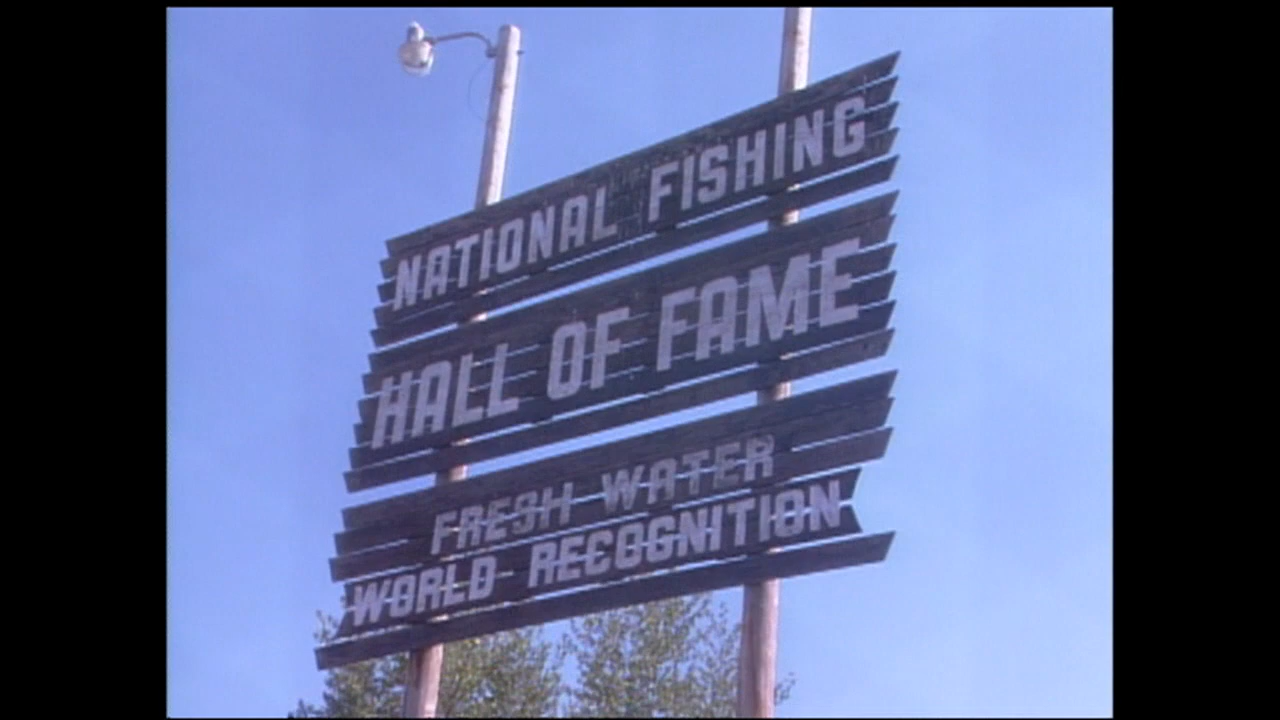 NATIONAL FISHING
HALL OF FAME
FRESH WATER
WORLD RECOGNITION